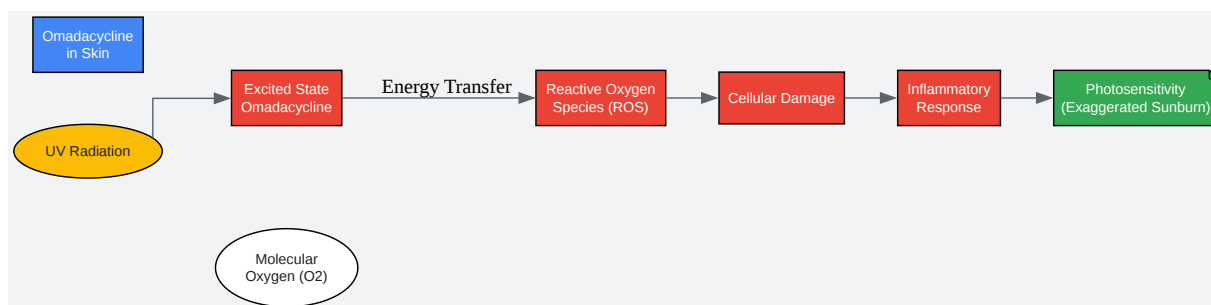 Omadacycline
in Skin
UV Radiation
Excited State
Omadacycline
Energy Transfer
Reactive Oxygen
Species (ROS)
Cellular Damage
Inflammatory
Response
Photosensitivity
(Exaggerated Sunburn)
Molecular
Oxygen (O2)